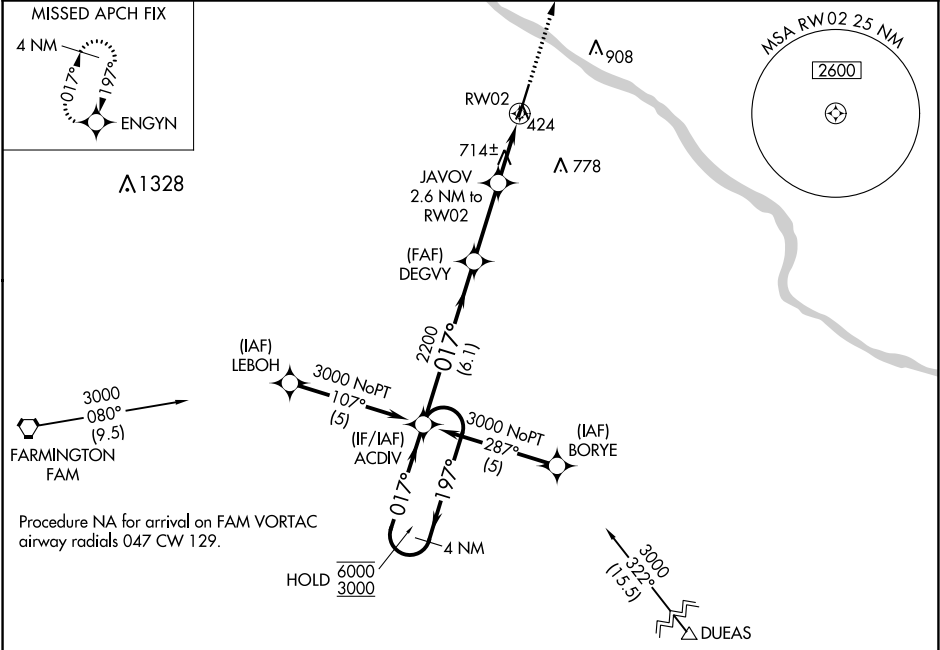 MISSED APCH FIX
4 NM
017°
197°
ENGYN
1328
908
RW02
424
714±
778
JAVOV
2.6 NM to
RW02
(FAF)
DEGVY
MSA RW02 25 NM
2600
2200
017°
(6.1)
(IAF)
LEBOH
3000 NoPT
107°
(5)
3000
080°
(9.5)
FARMINGTON
FAM
(IF/IAF)
ACDIV
3000 NoPT
287°
(5)
(IAF)
BORYE
017°
197°
4 NM
HOLD
6000
3000
Procedure NA for arrival on FAM VORTAC
airway radials 047 CW 129.
3000
322°
(15.5)
DUEAS